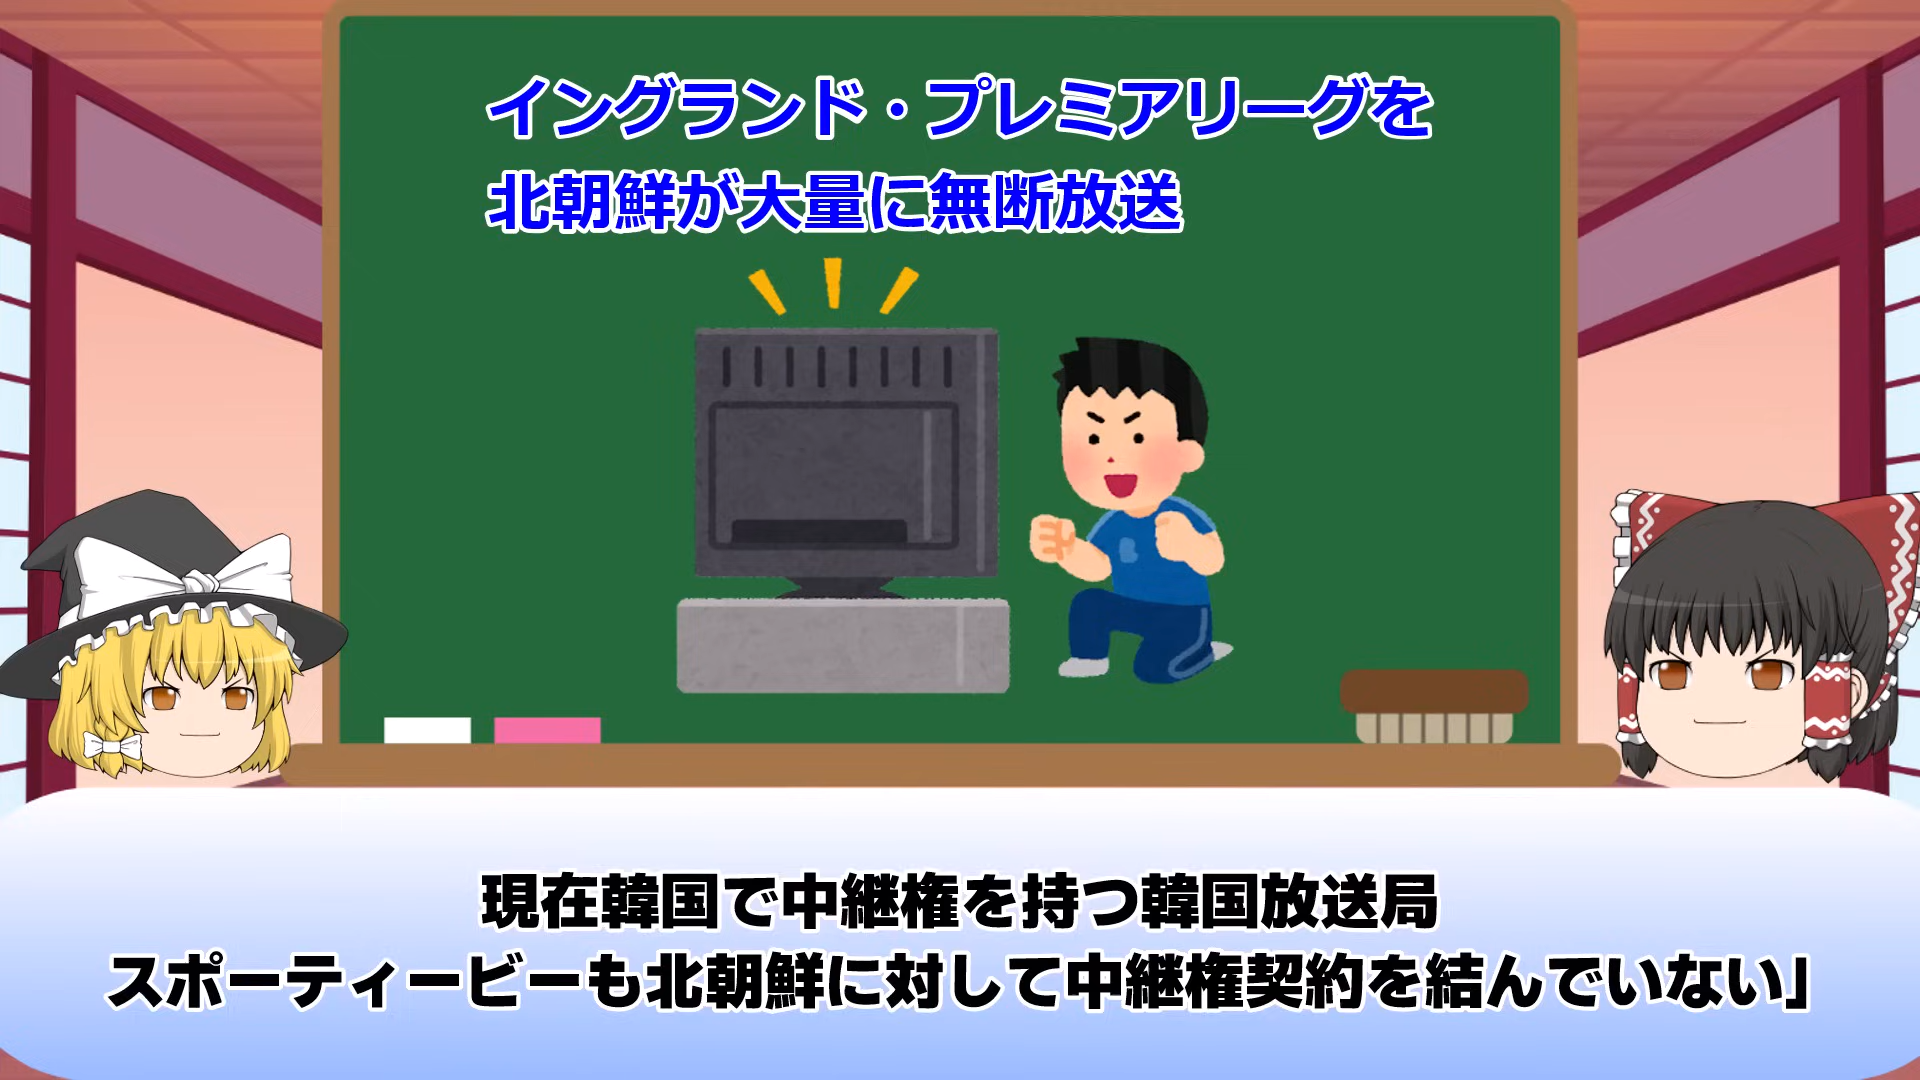 イングランド・プレミアリーグを
北朝鮮が大量に無断放送
現在韓国で中継権を持つ韓国放送局
スポーティービーも北朝鮮に対して中継権契約を結んでいない」